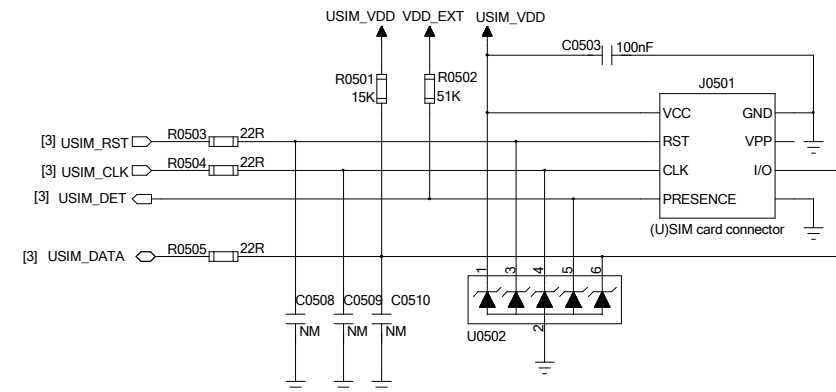 USIM_VDD VDD_EXT USIM_VDD
C0503 100nF
R0501 R0502 J0501
15K 51K
VCC GND
[3] USIM_RST R0503 22R RST VPP
[3] USIM_CLK R0504 22R CLK I/O
[3] USIM_DET PRESENCE
(U)SIM card connector
[3] USIM_DATA R0505 22R
1 3 4 5 6
C0508 C0509 C0510
NM NM NM
2
U0502